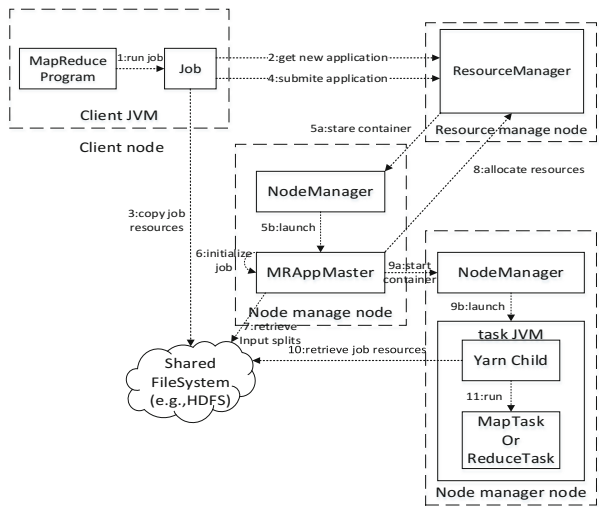 MapReduce
Program
1:run job
Job
Client JVM
Client node
2:get new application
4:submite application
ResourceManager
Resource manage node
5a:stare container
8:allocate resources
NodeManager
5b:launch
3:copy job
resources
6:initialize
job
MRAppMaster
Node manage node
9a:start
container
NodeManager
9b:launch
7:retrieve
Input splits
10:retrieve job resources
Shared
FileSystem
(e.g.,HDFS)
task JVM
Yarn Child
11:run
MapTask
Or
ReduceTask
Node manager node